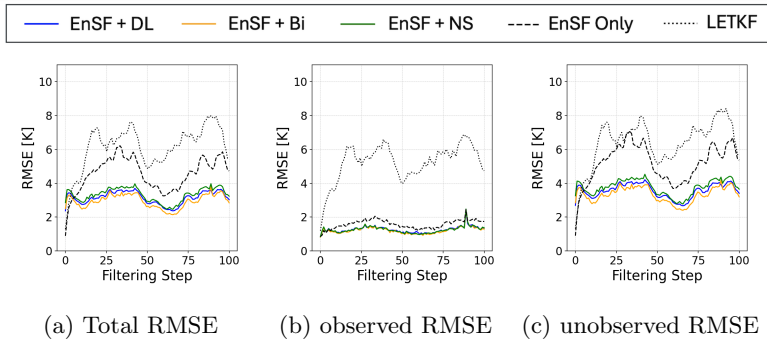 EnSF + DL EnSF + Bi EnSF + NS EnSF Only LETKF
RMSE [K] RMSE [K] RMSE [K]
10 10 10
8 8 8
6 6 6
4 4 4
2 2 2
0 0 0
0 25 50 75 100 0 25 50 75 100 0 25 50 75 100
Filtering Step Filtering Step Filtering Step
(a) Total RMSE (b) observed RMSE (c) unobserved RMSE